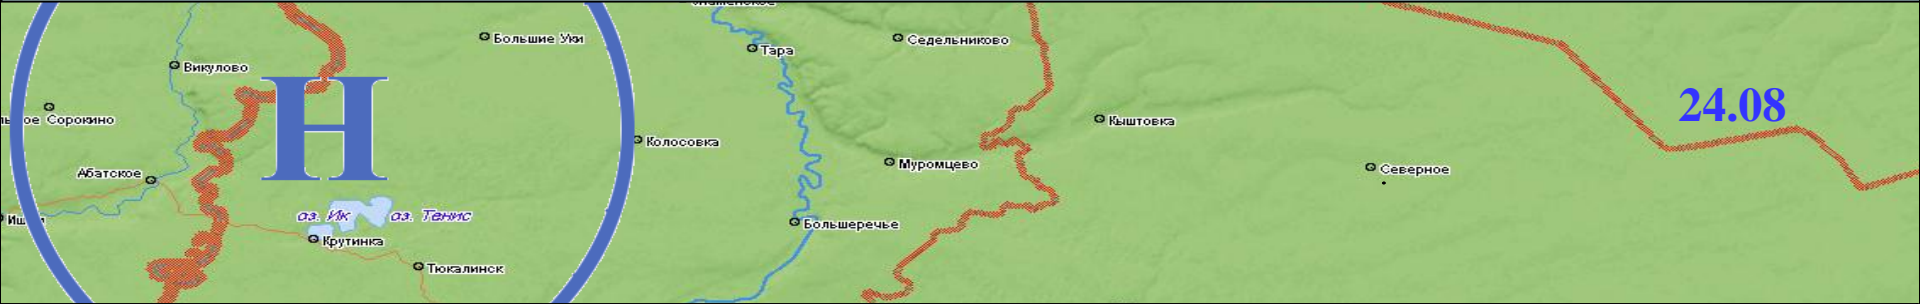 Большие Уки
Седельниково
Тара
Викулово
24.08
Н
ое Сорокино
Кыштовка
Колосовка
Муромцево
Северное
Абатское
оз. Ик
оз. Тенис
Большеречье
Крутинка
Тюкалинск